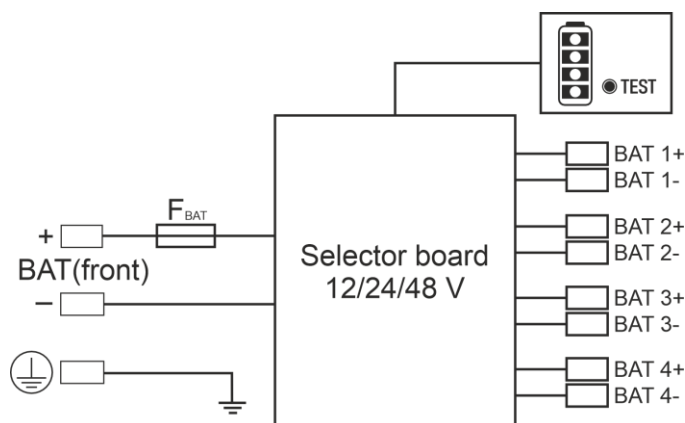 TEST
BAT 1+
BAT 1-
F BAT
BAT 2+
+
BAT 2-
Selector board
BAT(front)
12/24/48 V
BAT 3+
−
BAT 3-
BAT 4+
BAT 4-